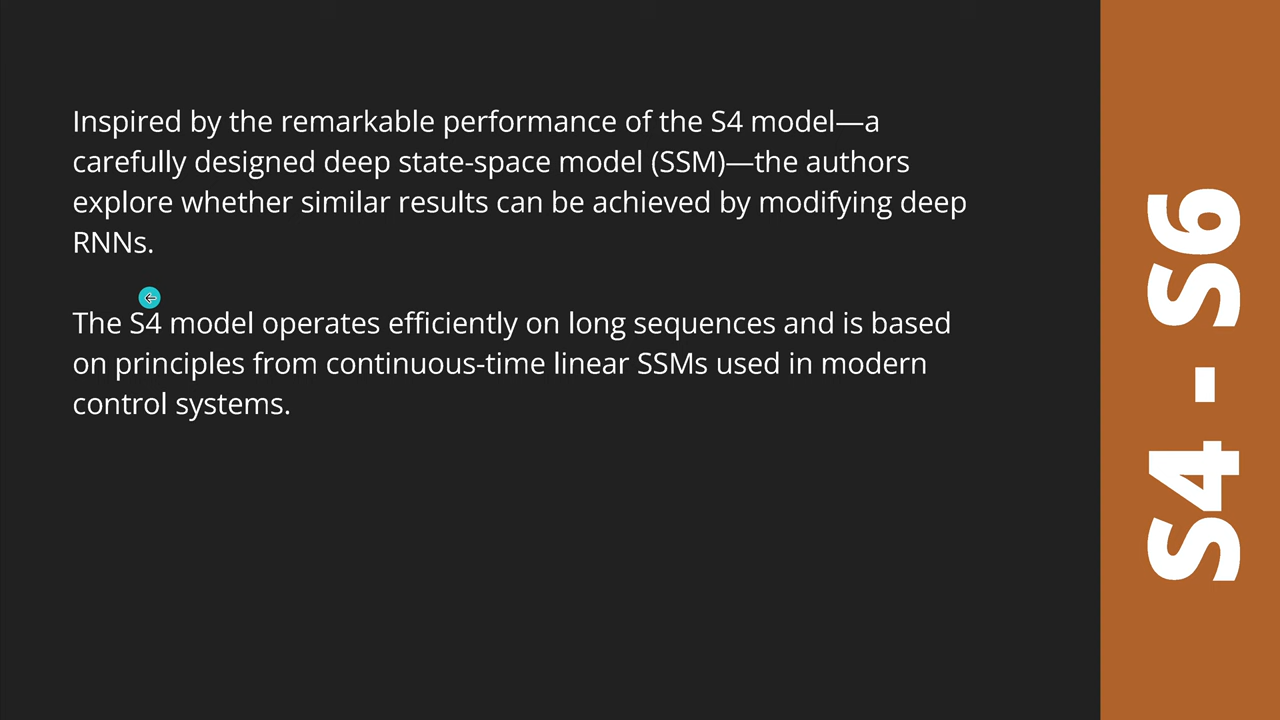 Inspired by the remarkable performance of the S4 model—a
carefully designed deep state-space model (SSM)—the authors
explore whether similar results can be achieved by modifying deep
RNNs.
The S4 model operates efficiently on long sequences and is based
on principles from continuous-time linear SSMs used in modern
control systems.
S4 - S6